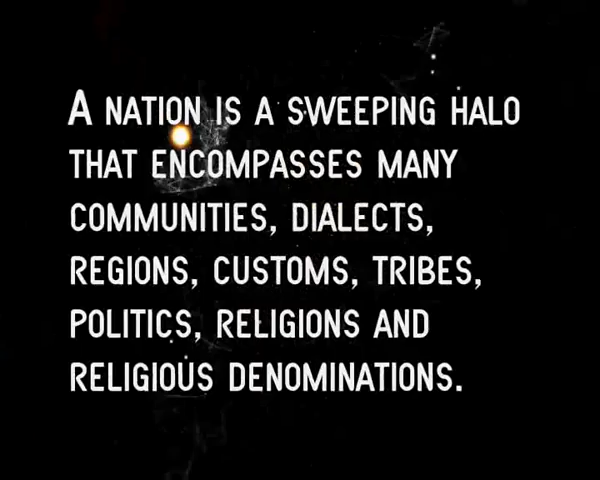 A NATION IS A SWEEPING HALO
THAT ENCOMPASSES MANY
COMMUNITIES, DIALECTS,
REGIONS, CUSTOMS, TRIBES,
POLITICS, RELIGIONS AND
RELIGIOUS DENOMINATIONS.